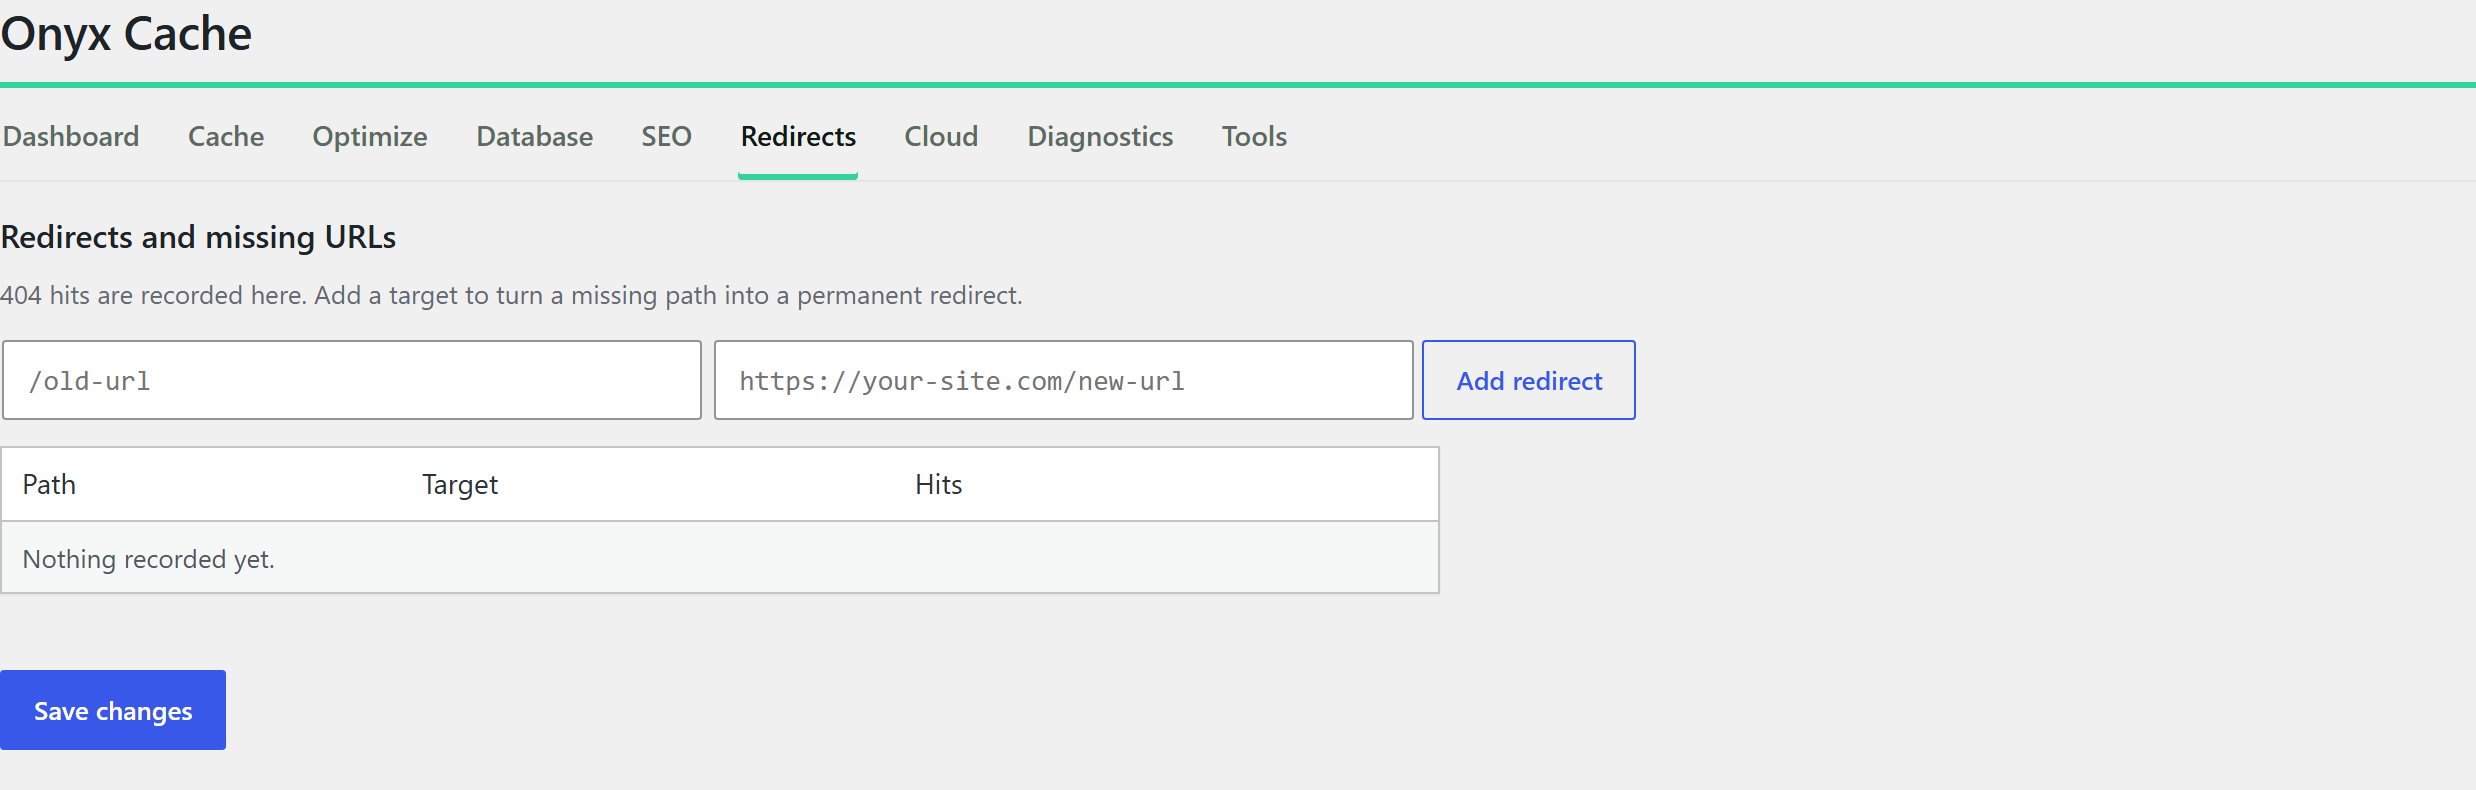 Onyx Cache
Dashboard Cache Optimize Database SEO Redirects Cloud Diagnostics Tools
Redirects and missing URLs
404 hits are recorded here. Add a target to turn a missing path into a permanent redirect.
/old-url https://your-site.com/new-url Add redirect
Path Target Hits
Nothing recorded yet.
Save changes